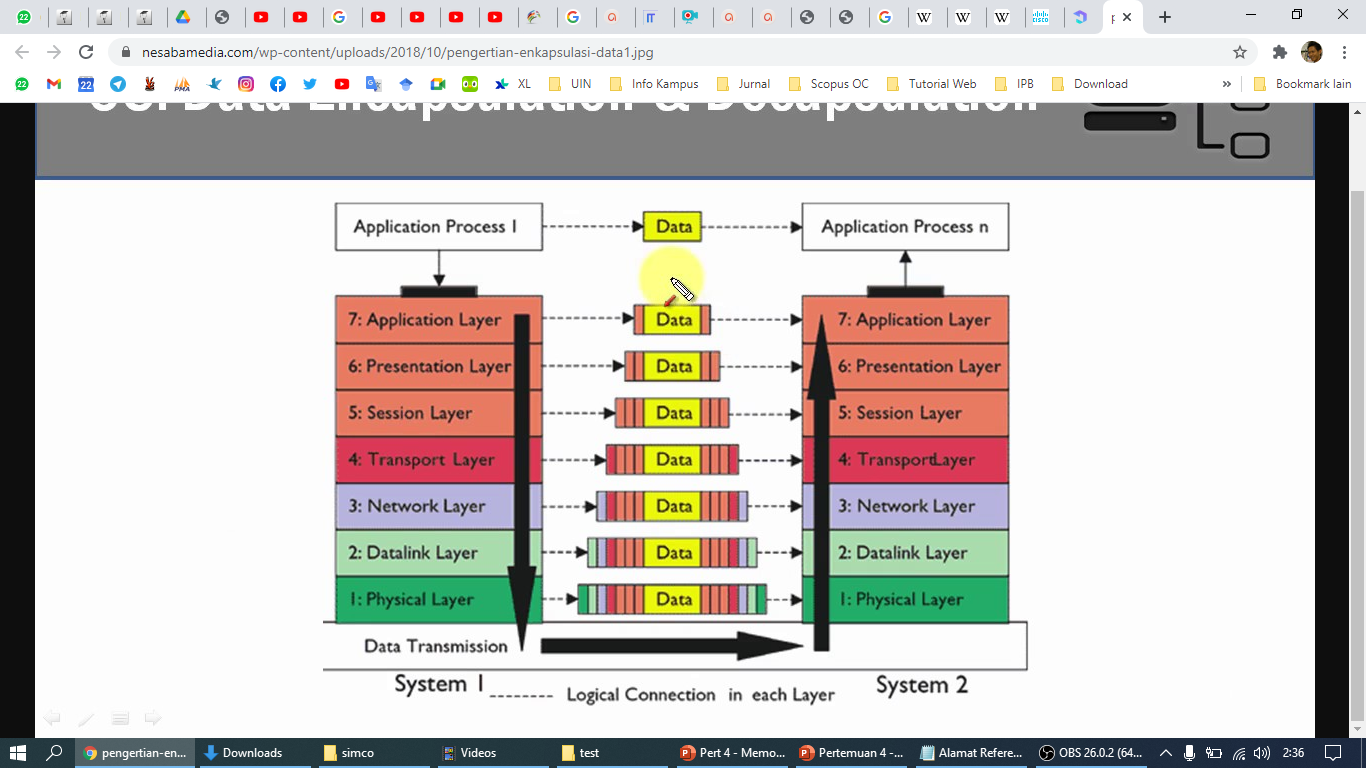 nesabamedia.com/wp-content/uploads/2018/10/pengertian-enkapsulasi-data1.jpg
XL
UIN
Info Kampus
Jurnal
Scopus OC
Tutorial Web
IPB
Download
»
Bookmark lain
Data Encapsulation & Decapsulation
Application Process 1
Data
Application Process n
7: Application Layer
Data
7: Application Layer
6: Presentation Layer
Data
6: Presentation Layer
5: Session Layer
Data
5: Session Layer
4: Transport Layer
Data
4: Transport Layer
3: Network Layer
Data
3: Network Layer
2: Datalink Layer
Data
2: Datalink Layer
1: Physical Layer
Data
1: Physical Layer
Data Transmission
System 1
Logical Connection in each Layer
System 2
pengertian-en...
Downloads
simco
Videos
test
Pert 4 - Memo...
Pertemuan 4 -...
Alamat Refere...
OBS 26.0.2 (64...
2:36